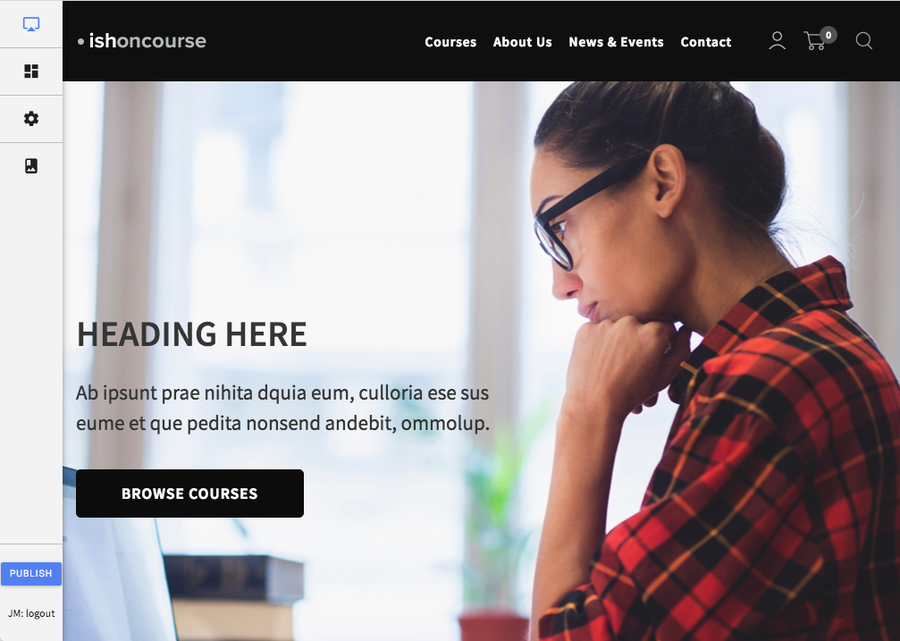 • ishoncourse
Courses About Us News & Events Contact 0
HEADING HERE
Ab ipsunt prae nihita dquia eum, culloria ese sus
eume et que pedita nonsend andebit, ommolup.
BROWSE COURSES
PUBLISH
JM: logout